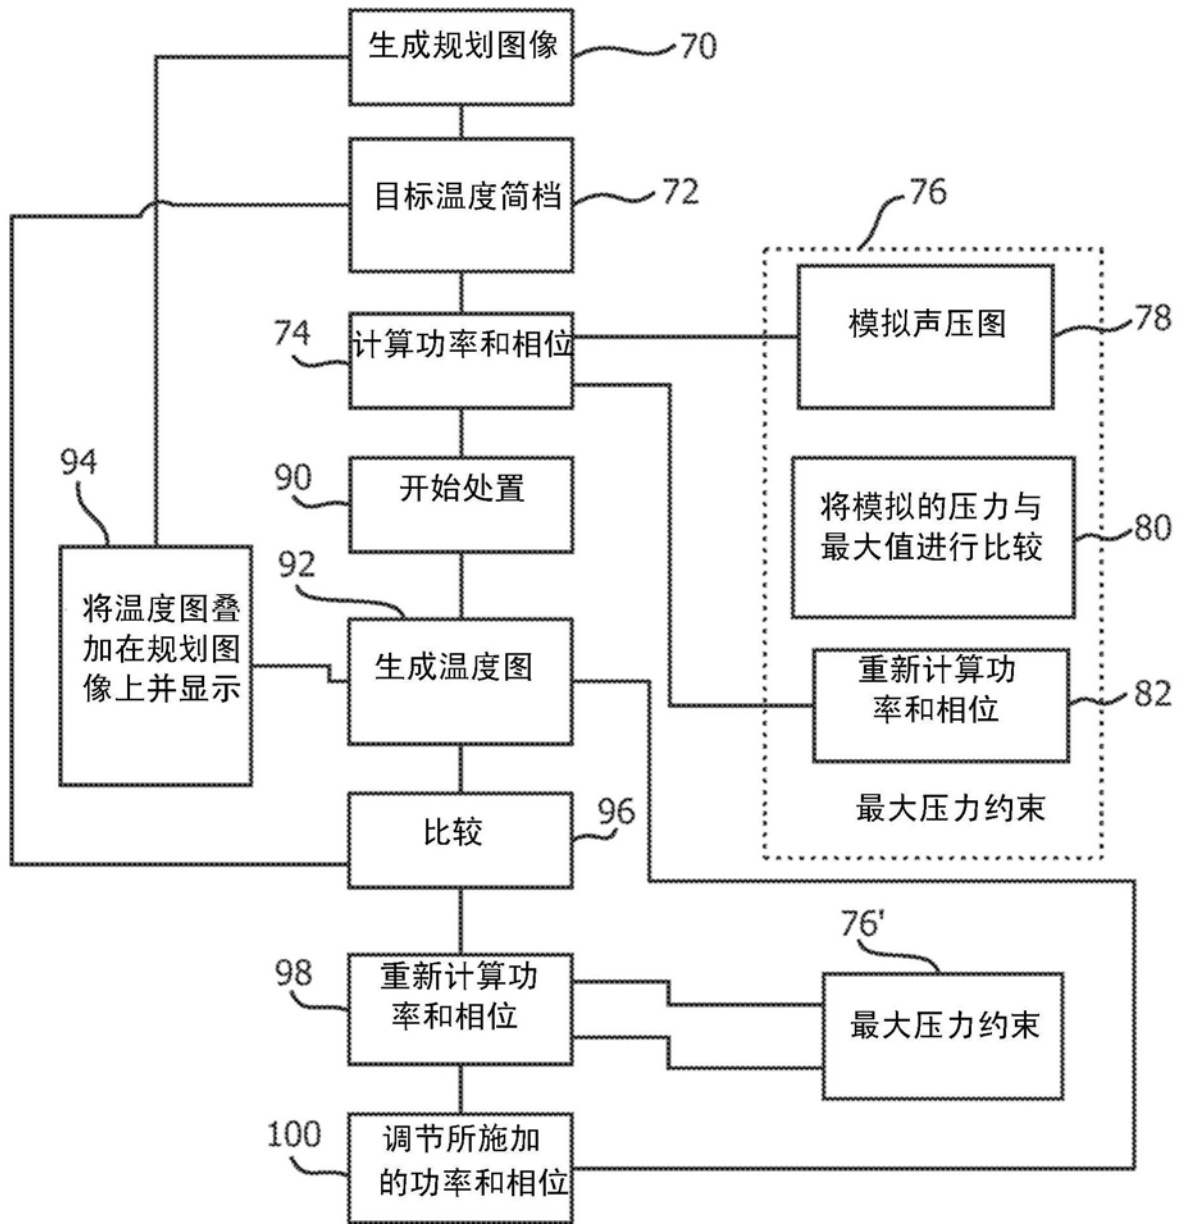 生成规划图像
70
目标温度简档
72
76
74
计算功率和相位
模拟声压图
78
94
90
开始处置
将模拟的压力与
最大值进行比较
80
92
将温度图叠
加在规划图
像上并显示
生成温度图
重新计算功
率和相位
82
最大压力约束
比较
96
76'
98
重新计算功
率和相位
最大压力约束
100
调节所施加
的功率和相位